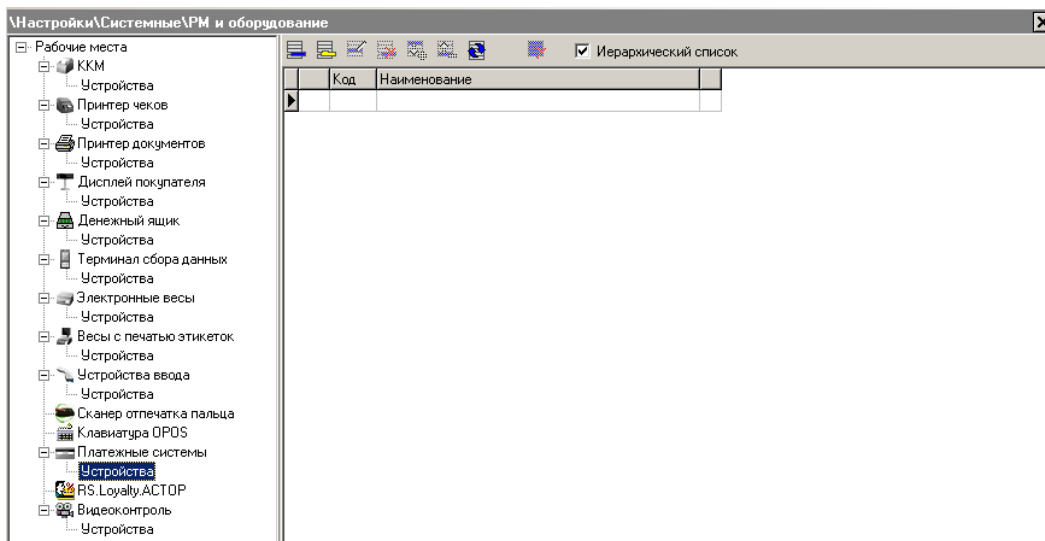 \Настройки\Системные\РМ и оборудование
Рабочие места
ККМ
Устройства
Принтер чеков
Устройства
Принтер документов
Устройства
Дисплей покупателя
Устройства
Денежный ящик
Устройства
Терминал сбора данных
Устройства
Электронные весы
Устройства
Весы с печатью этикеток
Устройства
Устройства ввода
Устройства
Сканер отпечатка пальца
Клавиатура OPOS
Платежные системы
Устройства
RS.Loyalty.АСТОР
Видеоконтроль
Устройства
Иерархический список
Код Наименование